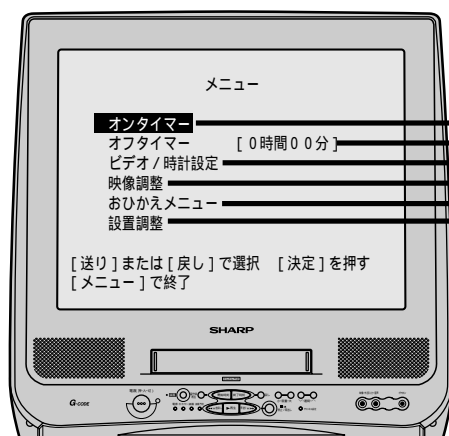 メニュー
オンタイマー
オフタイマー [0時間00分]
ビデオ/時計設定
映像調整
おひかえメニュー
設置調整
[送り]または[戻し]で選択 [決定]を押す
[メニュー]で終了
SHARP
G-CODE